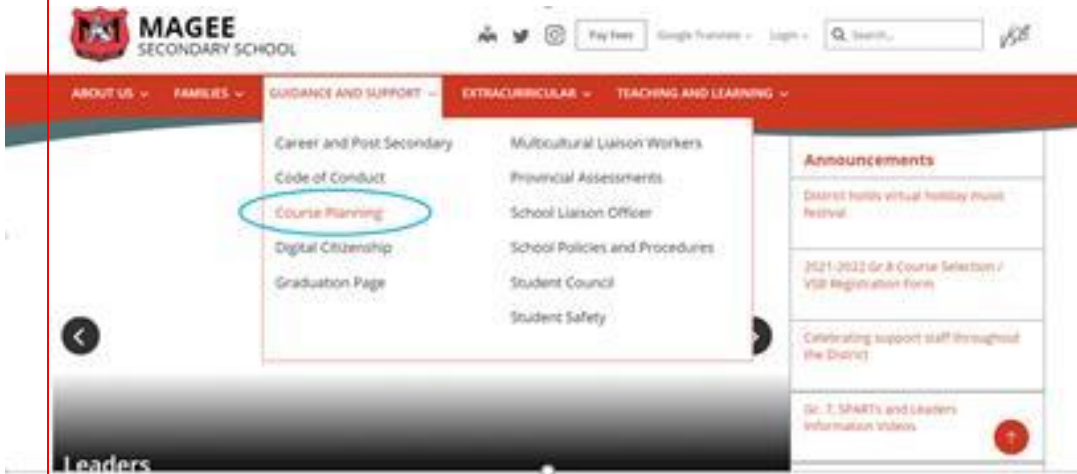 MAGEE
SECONDARY SCHOOL
Pay Fees
Google Translate
Login
Search...
VSB
ABOUT US
FAMILIES
GUIDANCE AND SUPPORT
EXTRACURRICULAR
TEACHING AND LEARNING
Career and Post Secondary
Code of Conduct
Course Planning
Digital Citizenship
Graduation Page
Multicultural Liaison Workers
Provincial Assessments
School Liaison Officer
School Policies and Procedures
Student Council
Student Safety
Announcements
District holds virtual holiday music
festival
2021-2022 Gr.8 Course Selection /
VSB Registration Form
Celebrating support staff throughout
the District
Gr. 7, SPARTs and Leaders
Information Videos
Leaders